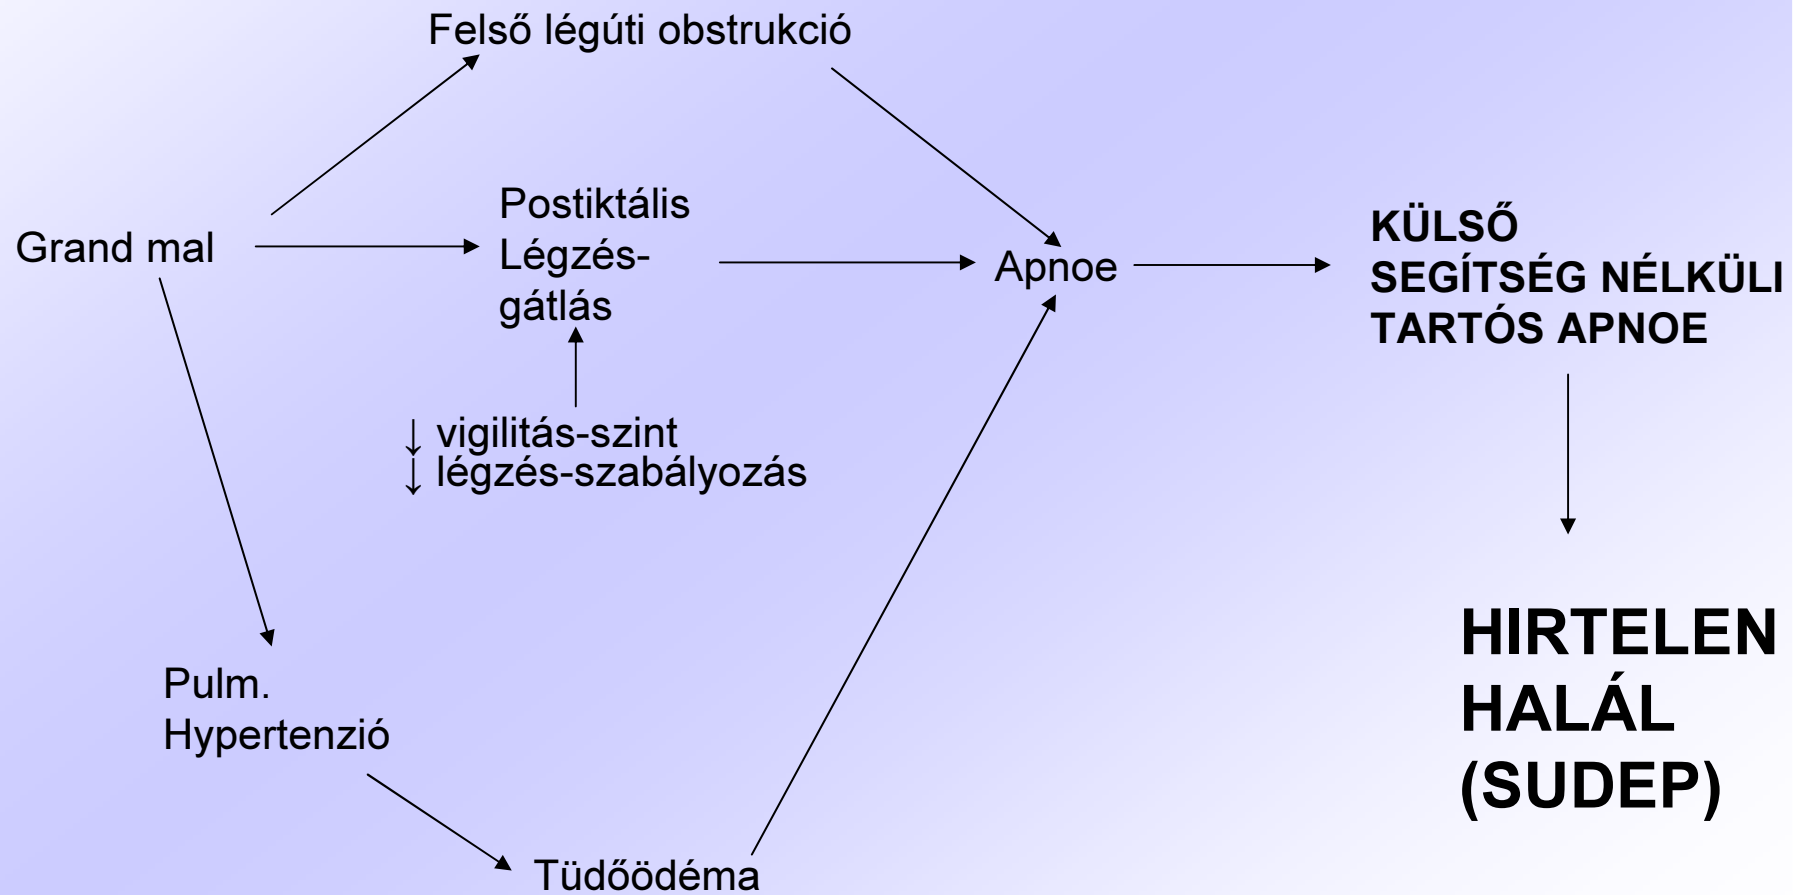 Felső légúti obstrukció
Grand mal
Postiktális
Légzés-
gátlás
Apnoe
KÜLSŐ
SEGÍTSÉG NÉLKÜLI
TARTÓS APNOE
↓ vigilitás-szint
↓ légzés-szabályozás
Pulm.
Hypertenzió
Tüdőödéma
HIRTELEN
HALÁL
(SUDEP)